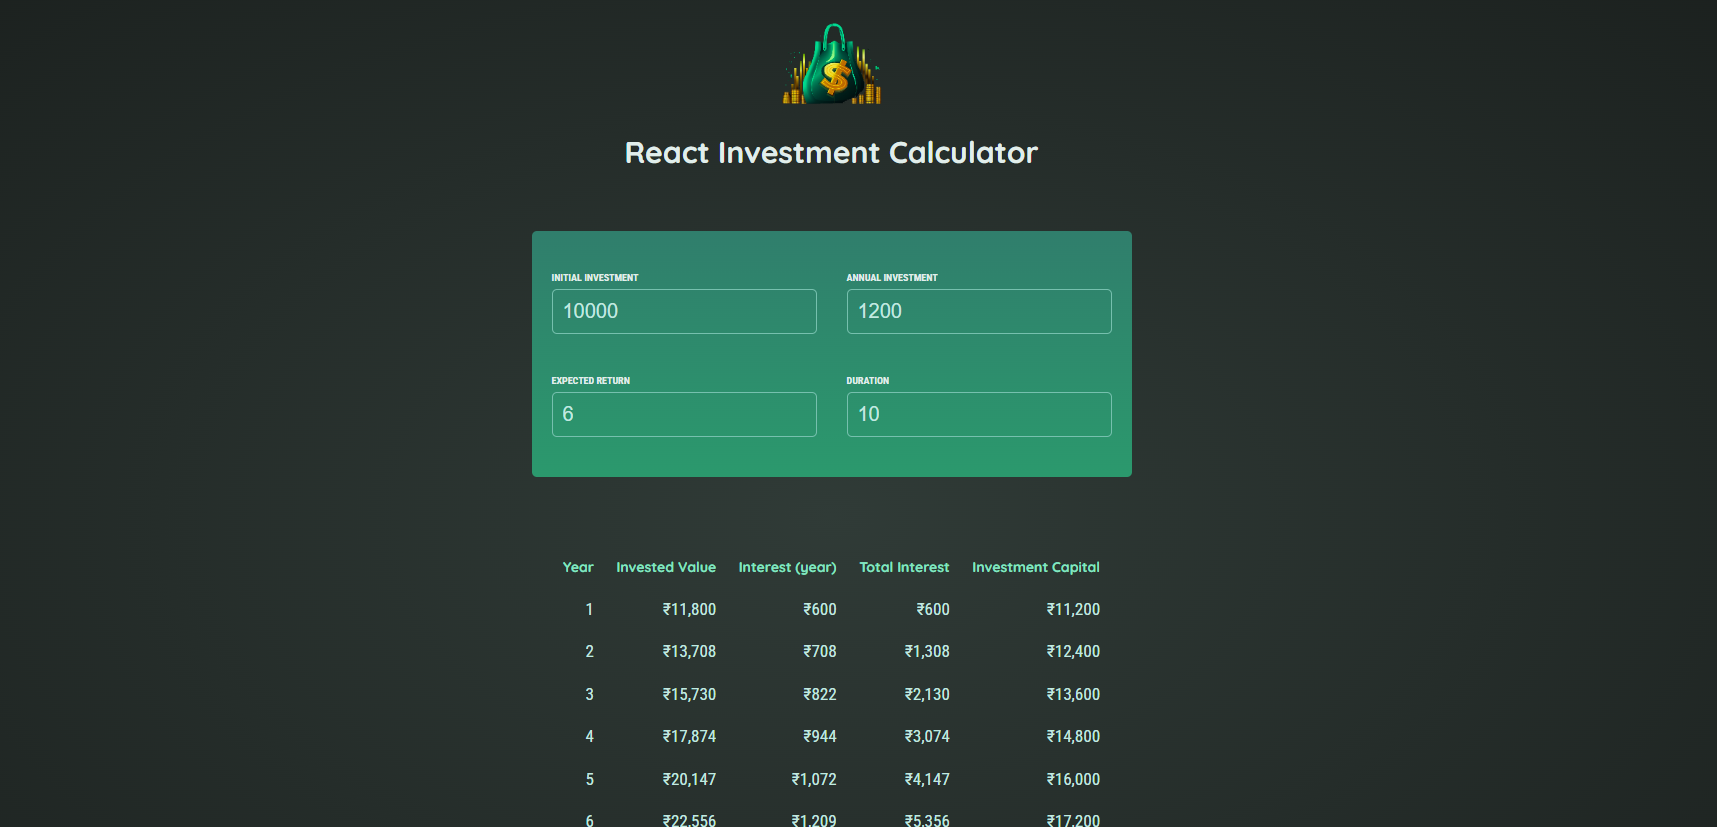 $
React Investment Calculator
INITIAL INVESTMENT ANNUAL INVESTMENT
10000 1200
EXPECTED RETURN DURATION
6 10
Year Invested Value Interest (year) Total Interest Investment Capital
1 ₹11,800 ₹600 ₹600 ₹11,200
2 ₹13,708 ₹708 ₹1,308 ₹12,400
3 ₹15,730 ₹822 ₹2,130 ₹13,600
4 ₹17,874 ₹944 ₹3,074 ₹14,800
5 ₹20,147 ₹1,072 ₹4,147 ₹16,000
6 ₹22,556 ₹1,209 ₹5,356 ₹17,200